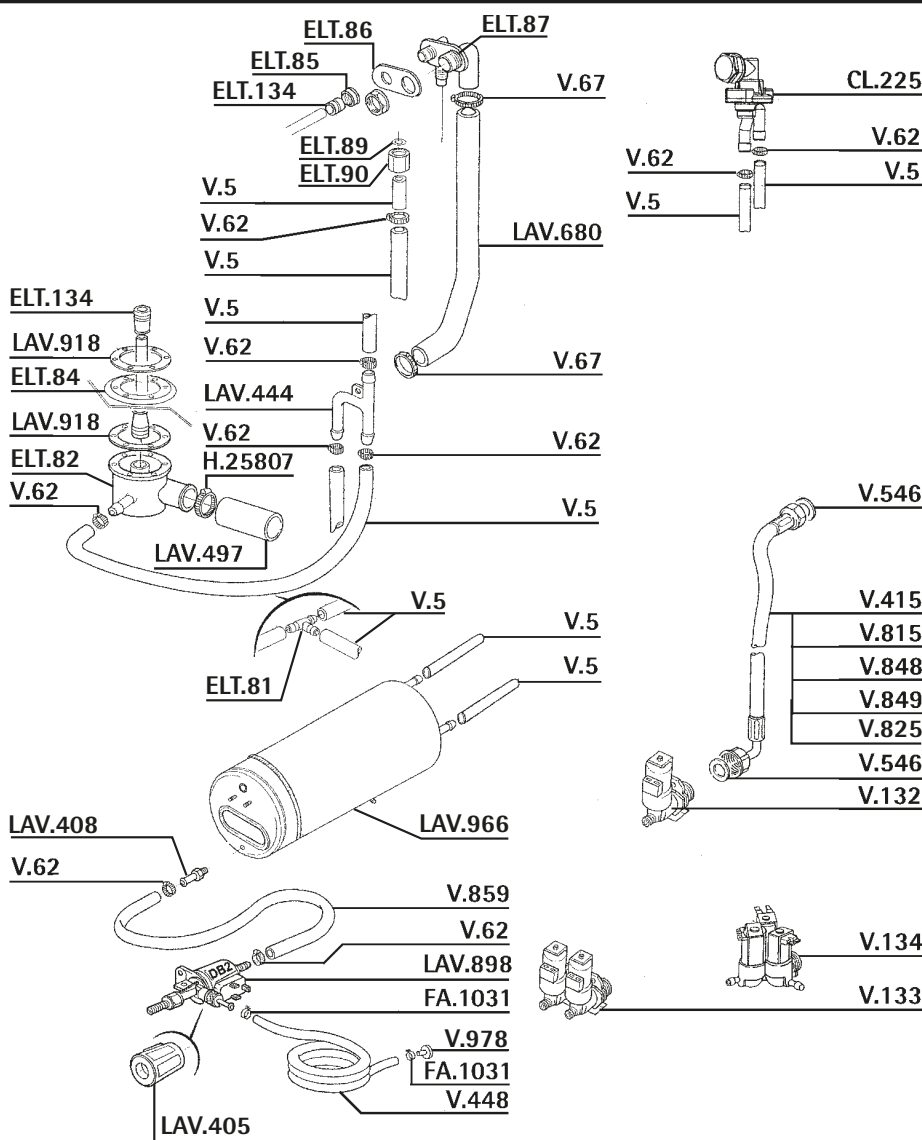 ELT.86
ELT.87
ELT.85
ELT.134
V.67
CL.225
V.62
V.62
V.5
V.5
ELT.89
ELT.90
V.5
V.62
V.5
LAV.680
ELT.134
V.5
LAV.918
V.62
V.67
ELT.84
LAV.444
LAV.918
V.62
V.62
ELT.82
H.25807
V.62
V.546
V.5
LAV.497
V.5
V.415
V.5
V.815
V.5
V.848
ELT.81
V.849
V.825
V.546
V.132
LAV.408
LAV.966
V.62
V.859
V.62
V.134
DB2
LAV.898
FA.1031
V.133
V.978
FA.1031
V.448
LAV.405